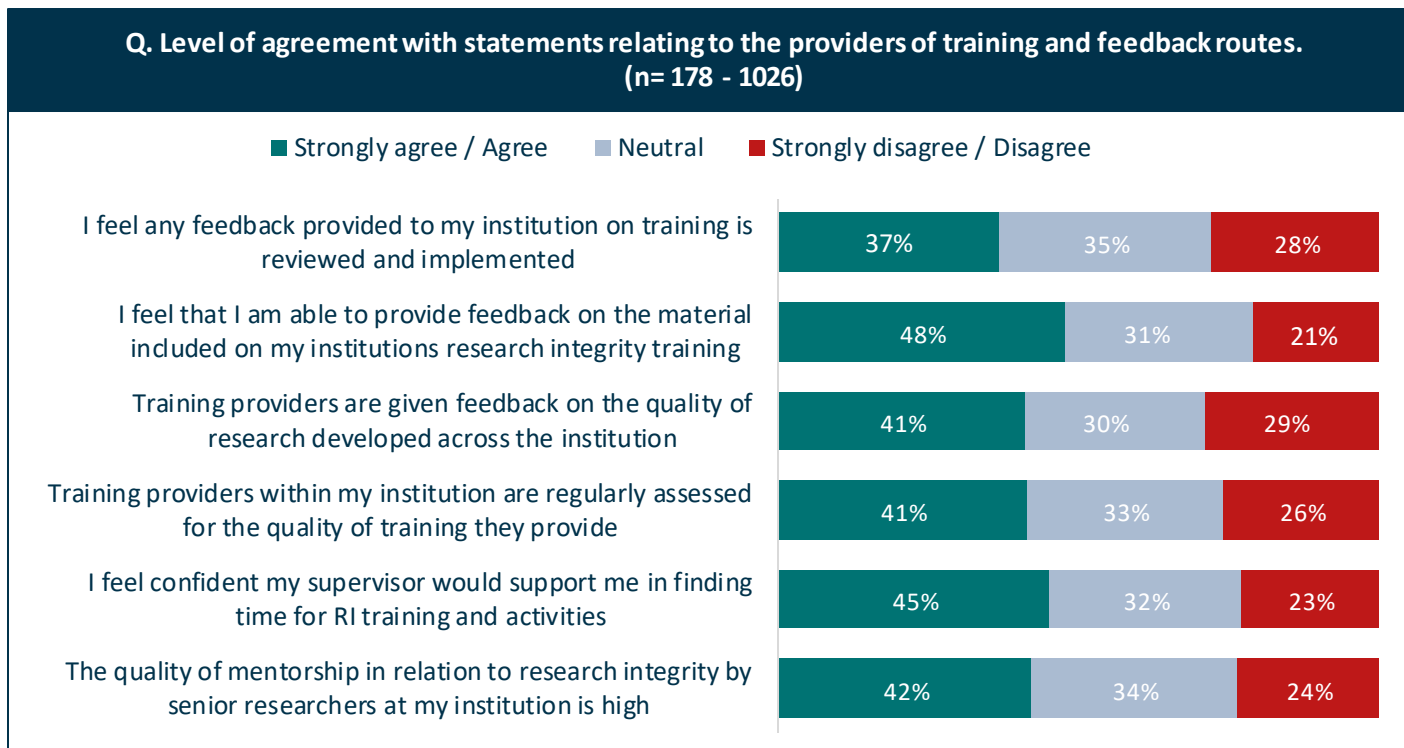 Q. Level of agreement with statements relating to the providers of training and feedback routes.
(n= 178 - 1026)
Strongly agree / Agree Neutral Strongly disagree / Disagree
I feel any feedback provided to my institution on training is
reviewed and implemented
37% 35% 28%
I feel that I am able to provide feedback on the material
included on my institutions research integrity training
48% 31% 21%
Training providers are given feedback on the quality of
research developed across the institution
41% 30% 29%
Training providers within my institution are regularly assessed
for the quality of training they provide
41% 33% 26%
I feel confident my supervisor would support me in finding
time for RI training and activities
45% 32% 23%
The quality of mentorship in relation to research integrity by
senior researchers at my institution is high
42% 34% 24%